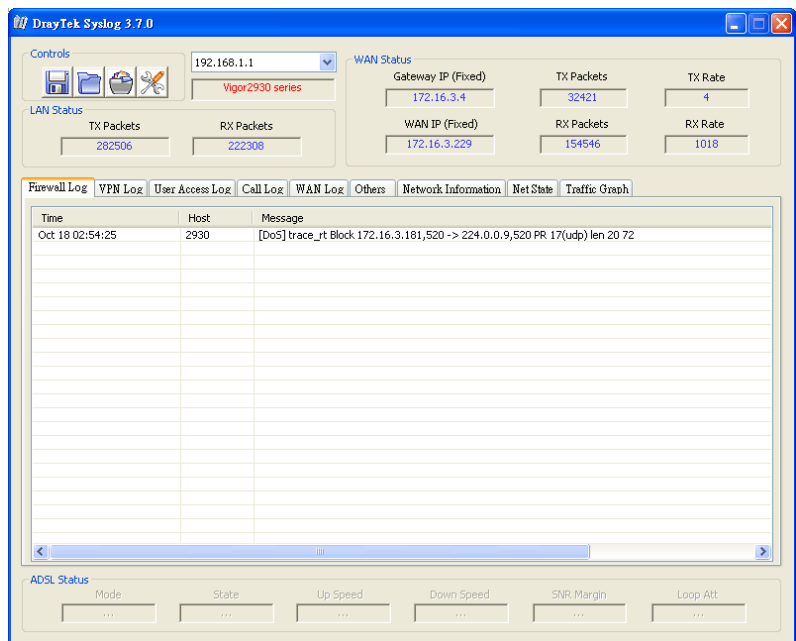 DrayTek Syslog 3.7.0
Controls
192.168.1.1
Vigor2930 series
LAN Status
TX Packets RX Packets
282506 222308
WAN Status
Gateway IP (Fixed) TX Packets TX Rate
172.16.3.4 32421 4
WAN IP (Fixed) RX Packets RX Rate
172.16.3.229 154546 1018
Firewall Log VPN Log User Access Log Call Log WAN Log Others Network Information Net State Traffic Graph
Time Host Message
Oct 18 02:54:25 2930 [DoS] trace_rt Block 172.16.3.181,520 -> 224.0.0.9,520 PR 17(udp) len 20 72
ADSL Status
Mode State Up Speed Down Speed SNR Margin Loop Att
... ... ... ... ... ...